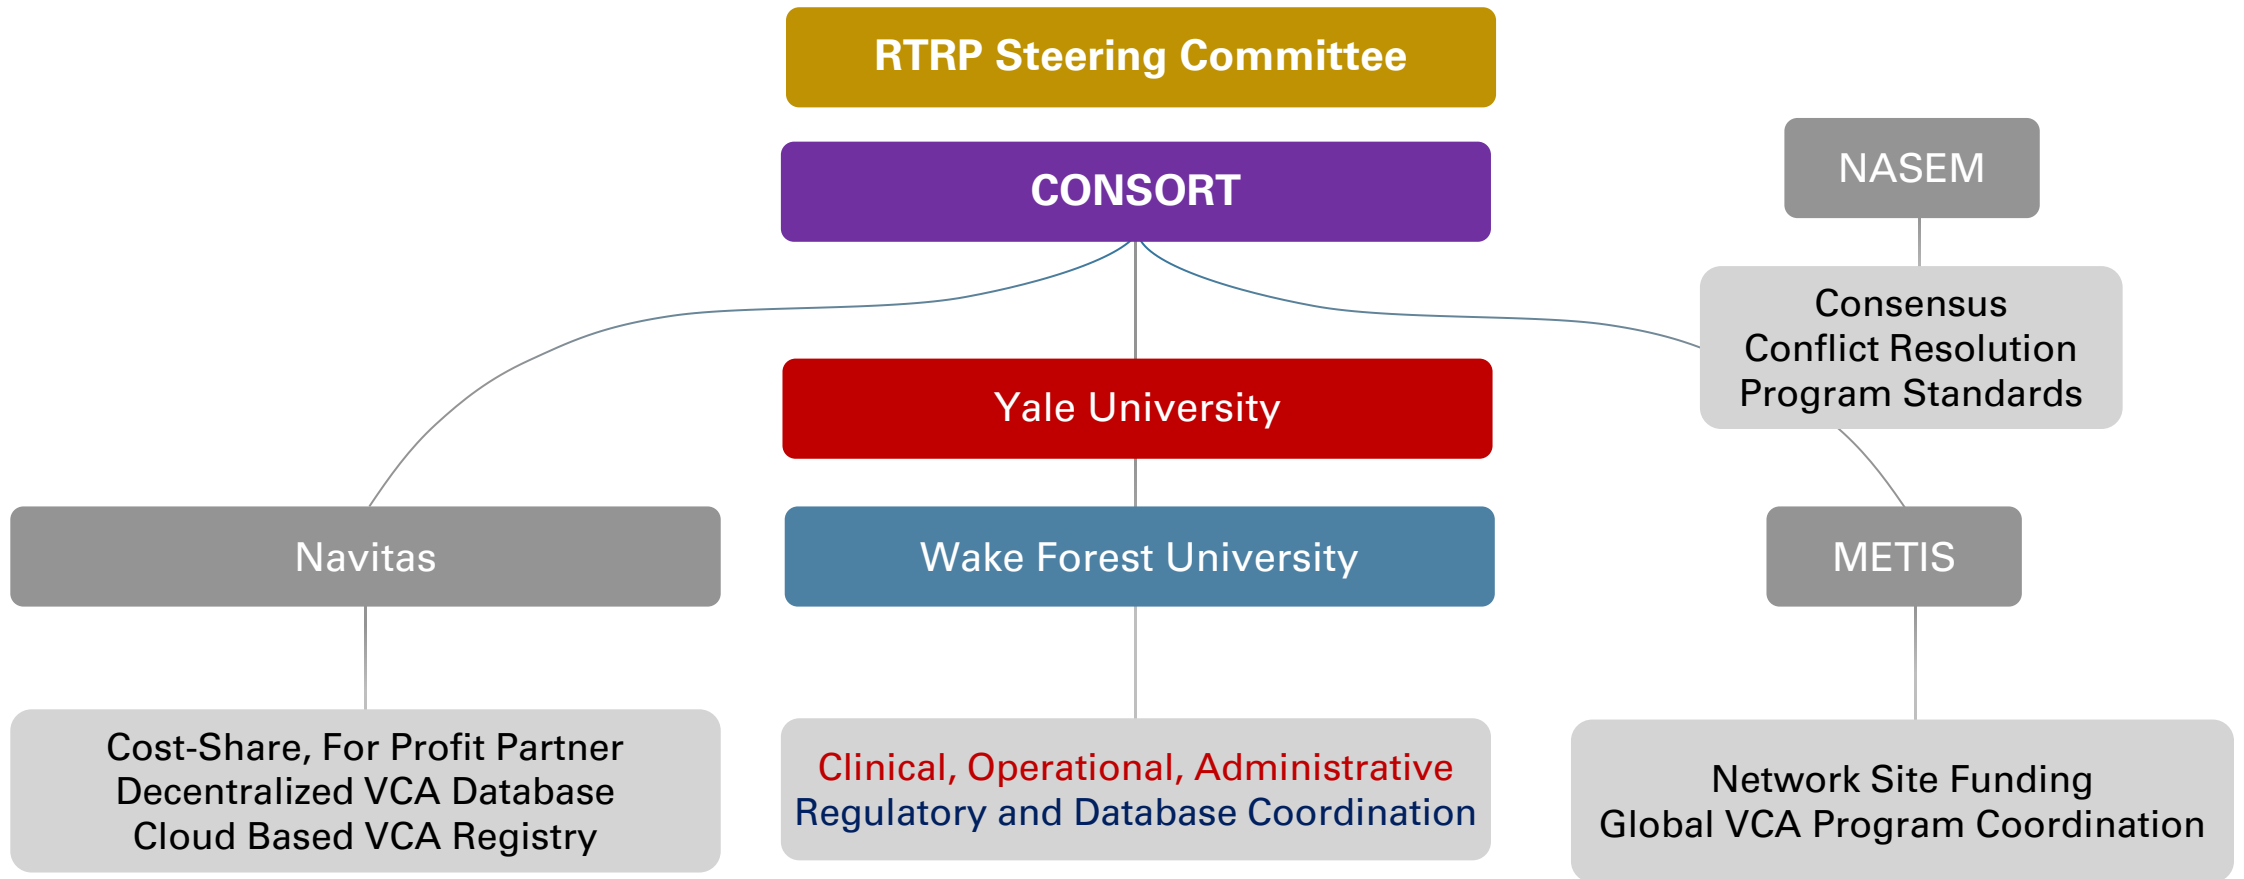 RTRP Steering Committee
CONSORT
NASEM
Consensus
Conflict Resolution
Program Standards
Yale University
Navitas
Wake Forest University
METIS
Cost-Share, For Profit Partner
Decentralized VCA Database
Cloud Based VCA Registry
Clinical, Operational, Administrative
Regulatory and Database Coordination
Network Site Funding
Global VCA Program Coordination